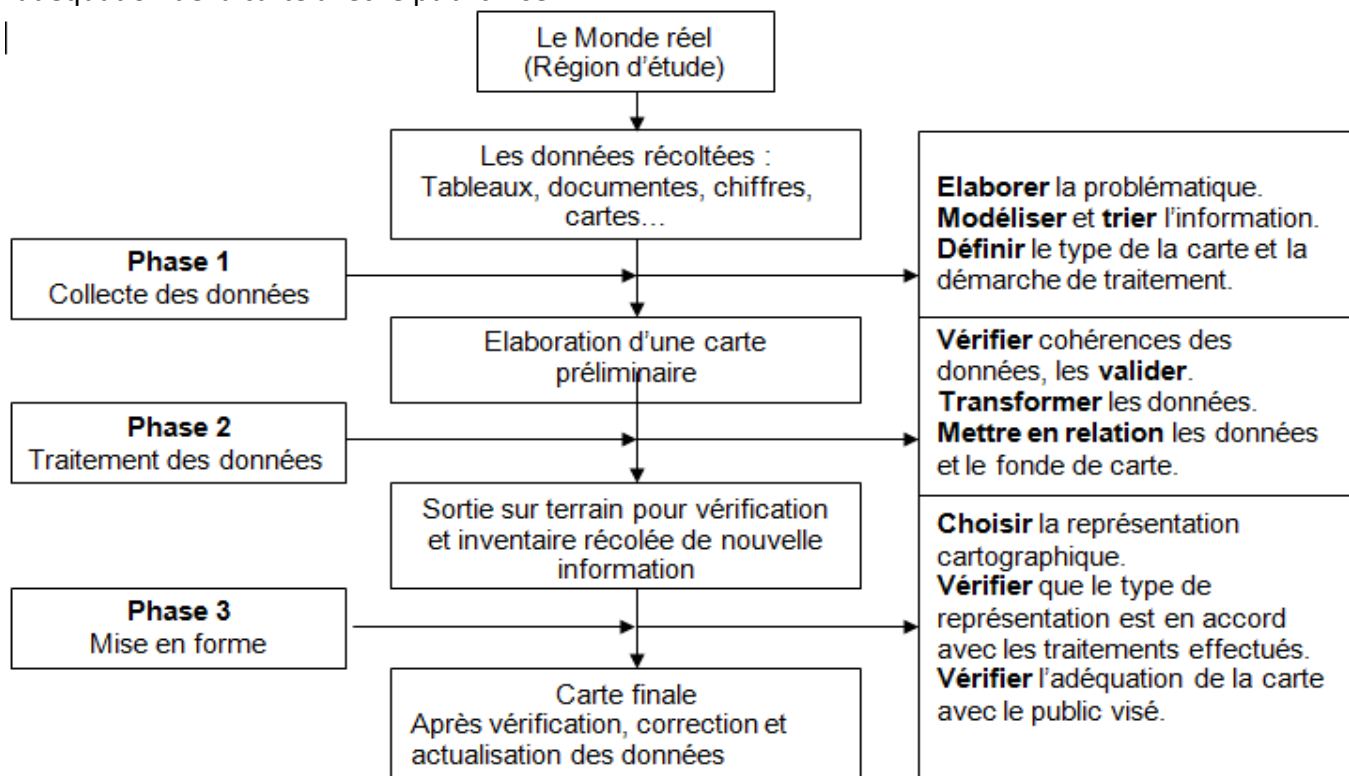 Le Monde réel
(Région d'étude)
Les données récoltées :
Tableaux, documentes, chiffres,
cartes…
Elaborer la problématique.
Modéliser et trier l'information.
Définir le type de la carte et la
démarche de traitement.
Phase 1
Collecte des données
Elaboration d'une carte
préliminaire
Vérifier cohérences des
données, les valider.
Transformer les données.
Mettre en relation les données
et le fonde de carte.
Phase 2
Traitement des données
Sortie sur terrain pour vérification
et inventaire récolée de nouvelle
information
Choisir la représentation
cartographique.
Vérifier que le type de
représentation est en accord
avec les traitements effectués.
Vérifier l'adéquation de la carte
avec le public visé.
Phase 3
Mise en forme
Carte finale
Après vérification, correction et
actualisation des données